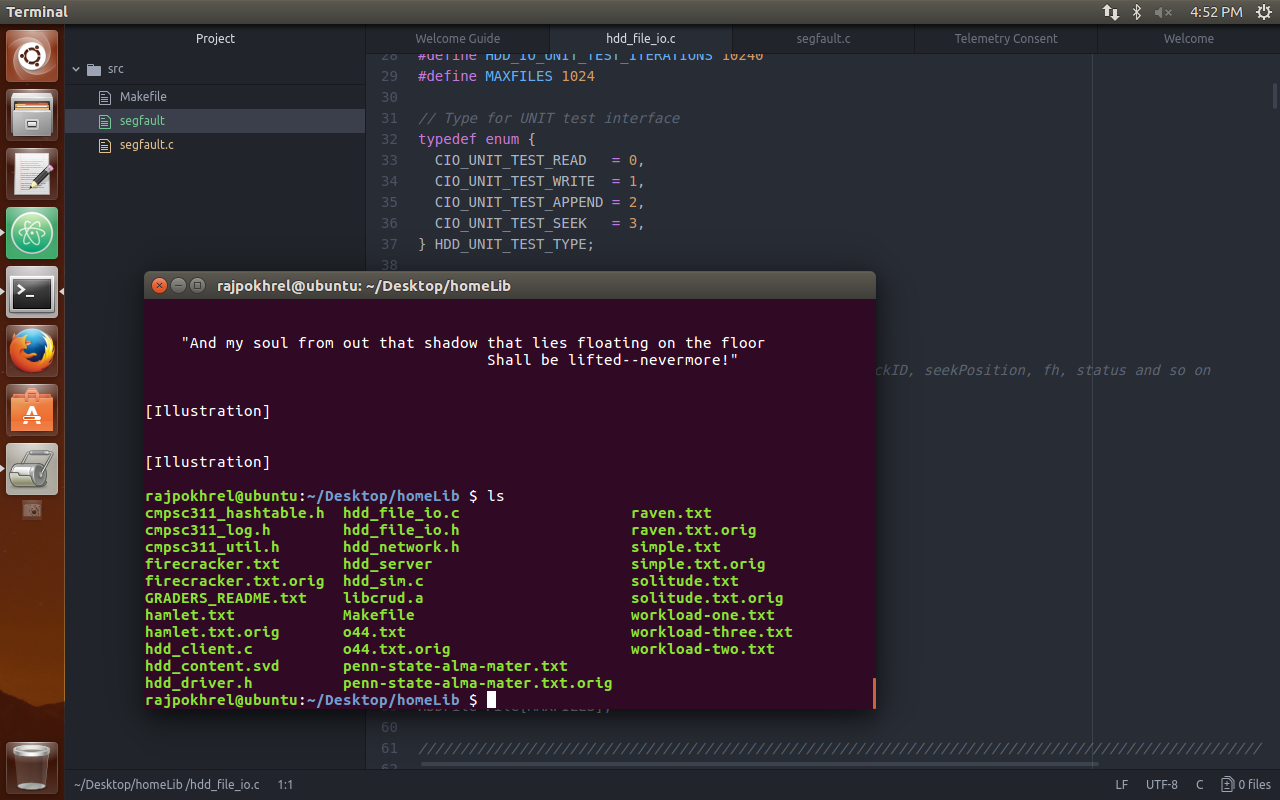 Terminal
4:52 PM
Project
Welcome Guide
hdd_file_io.c
segfault.c
Telemetry Consent
Welcome
src
Makefile
segfault
segfault.c
28 #define HDD_IO_UNIT_TEST_ITERATIONS 10240
29 #define MAXFILES 1024
30
31 // Type for UNIT test interface
32 typedef enum {
33 CIO_UNIT_TEST_READ = 0,
34 CIO_UNIT_TEST_WRITE = 1,
35 CIO_UNIT_TEST_APPEND = 2,
36 CIO_UNIT_TEST_SEEK = 3,
37 } HDD_UNIT_TEST_TYPE;
38
ckID, seekPosition, fh, status and so on
rajpokhrel@ubuntu: ~/Desktop/homeLib
"And my soul from out that shadow that lies floating on the floor
Shall be lifted--nevermore!"
[Illustration]
[Illustration]
rajpokhrel@ubuntu:~/Desktop/homeLib $ ls
cmpsc311_hashtable.h hdd_file_io.c raven.txt
cmpsc311_log.h hdd_file_io.h raven.txt.orig
cmpsc311_util.h hdd_network.h simple.txt
firecracker.txt hdd_server simple.txt.orig
firecracker.txt.orig hdd_sim.c solitude.txt
GRADERS_README.txt libcrud.a solitude.txt.orig
hamlet.txt Makefile workload-one.txt
hamlet.txt.orig o44.txt workload-three.txt
hdd_client.c o44.txt.orig workload-two.txt
hdd_content.svd penn-state-alma-mater.txt
hdd_driver.h penn-state-alma-mater.txt.orig
rajpokhrel@ubuntu:~/Desktop/homeLib $
60
61 ////////////////////////////////////////////////////////////////////////////////////////////////////
62
~/Desktop/homeLib /hdd_file_io.c 1:1
LF UTF-8 C 0 files